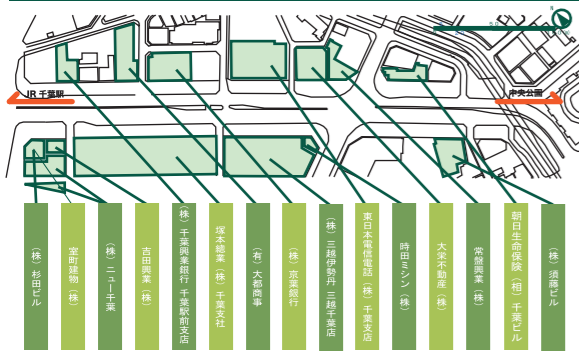 N
JR 千葉駅
中央公園
(株) 杉田ビル
室町建物 (株)
(株) ニュー千葉
吉田興業 (株)
(株) 千葉興業銀行 千葉駅前支店
塚本總業 (株) 千葉支社
(有) 大都商事
(株) 京葉銀行
(株) 三越伊勢丹 三越千葉店
東日本電信電話 (株) 千葉支店
時田ミシン (株)
大栄不動産 (株)
常盤興業 (株)
朝日生命保険 (相) 千葉ビル
(株) 須藤ビル